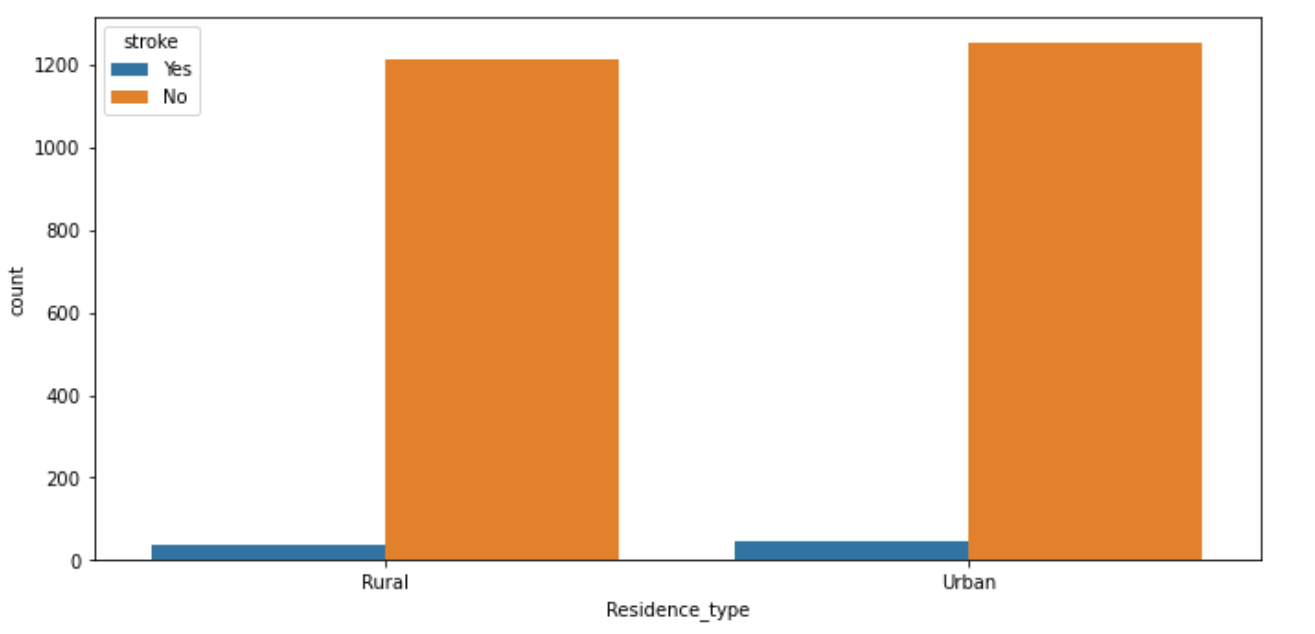 stroke
Yes
No
1200
1000
800
600
400
200
0
count
Rural
Urban
Residence_type